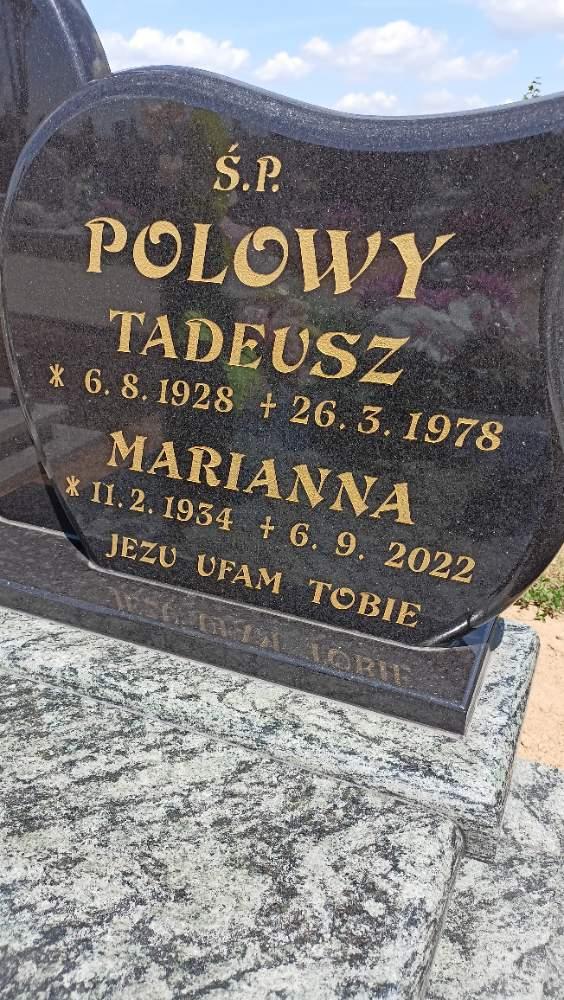 Ś.P.
POLOWY
TADEUSZ
* 6.8.1928 + 26.3.1978
MARIANNA
* 11.2.1934 + 6.9.2022
JEZU UFAM TOBIE